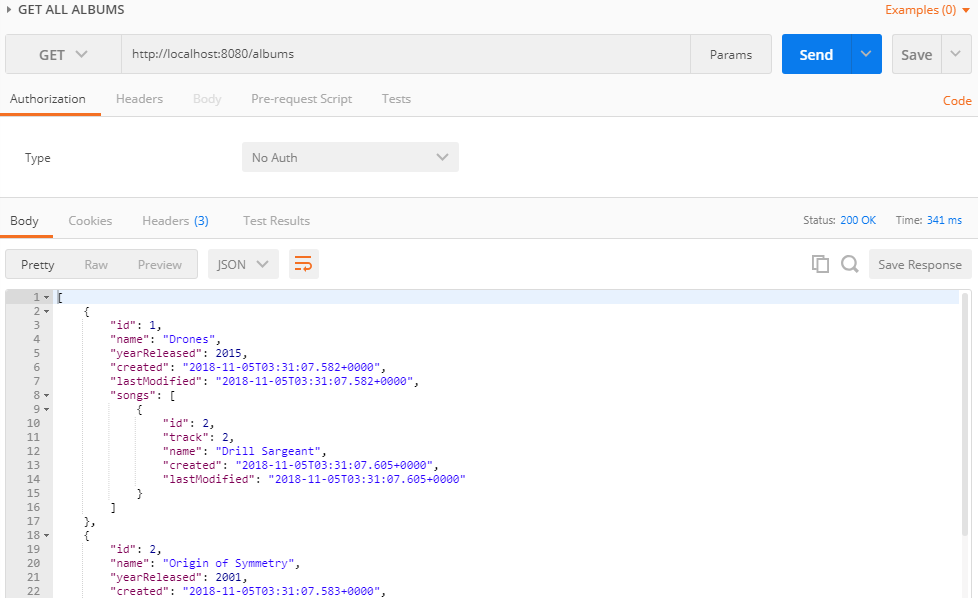 GET ALL ALBUMS Examples (0)
GET http://localhost:8080/albums Params Send Save
Authorization Headers Body Pre-request Script Tests Code
Type No Auth
Body Cookies Headers (3) Test Results Status: 200 OK Time: 341 ms
Pretty Raw Preview JSON Save Response
1 [
2 {
3 "id": 1,
4 "name": "Drones",
5 "yearReleased": 2015,
6 "created": "2018-11-05T03:31:07.582+0000",
7 "lastModified": "2018-11-05T03:31:07.582+0000",
8 "songs": [
9 {
10 "id": 2,
11 "track": 2,
12 "name": "Drill Sargeant",
13 "created": "2018-11-05T03:31:07.605+0000",
14 "lastModified": "2018-11-05T03:31:07.605+0000"
15 }
16 ]
17 },
18 {
19 "id": 2,
20 "name": "Origin of Symmetry",
21 "yearReleased": 2001,
22 "created": "2018-11-05T03:31:07.583+0000",